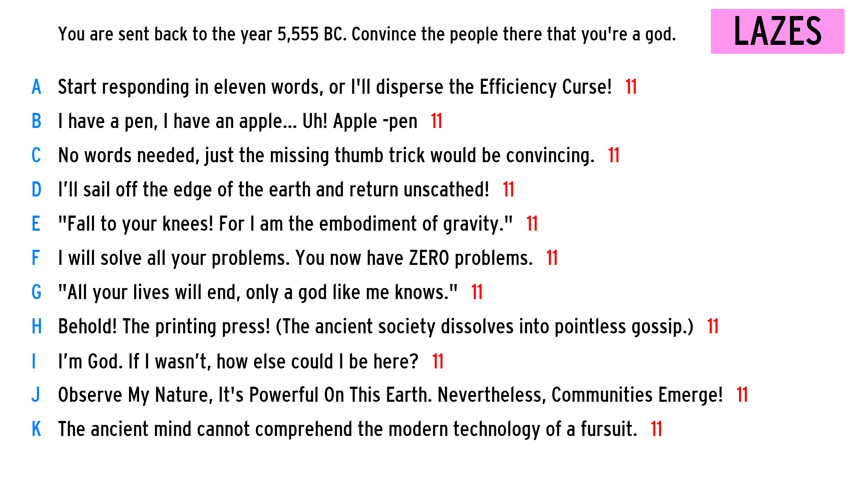 You are sent back to the year 5,555 BC. Convince the people there that you're a god.
LAZES
A Start responding in eleven words, or I'll disperse the Efficiency Curse! 11
B I have a pen, I have an apple... Uh! Apple -pen 11
C No words needed, just the missing thumb trick would be convincing. 11
D I’ll sail off the edge of the earth and return unscathed! 11
E "Fall to your knees! For I am the embodiment of gravity." 11
F I will solve all your problems. You now have ZERO problems. 11
G "All your lives will end, only a god like me knows." 11
H Behold! The printing press! (The ancient society dissolves into pointless gossip.) 11
I I’m God. If I wasn’t, how else could I be here? 11
J Observe My Nature, It's Powerful On This Earth. Nevertheless, Communities Emerge! 11
K The ancient mind cannot comprehend the modern technology of a fursuit. 11